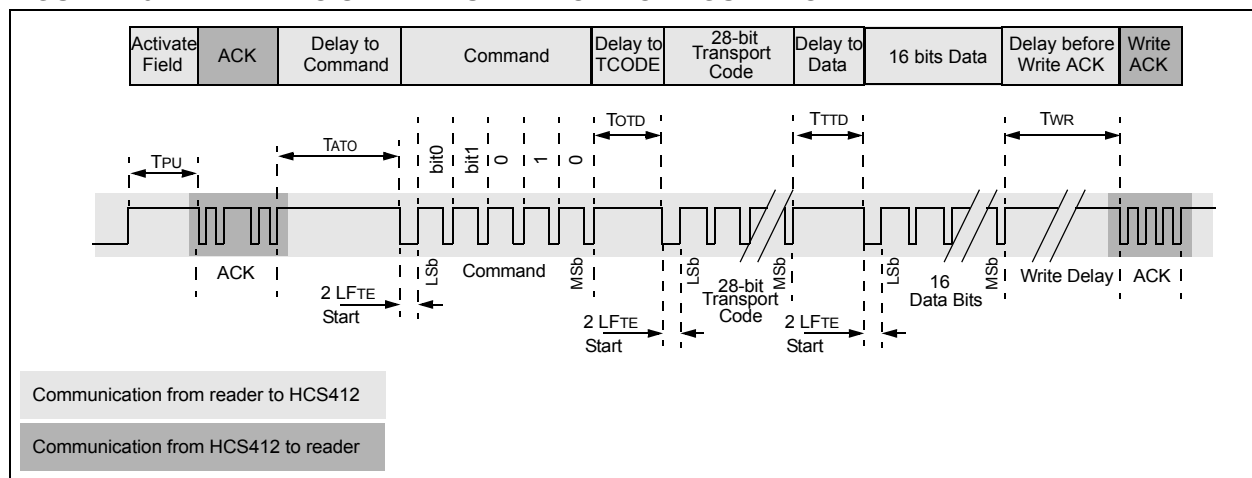 Activate Field
ACK
Delay to Command
Command
Delay to TCODE
28-bit Transport Code
Delay to Data
16 bits Data
Delay before Write ACK
Write ACK
TPU
TATO
bit0
bit1
0
1
0
TOTD
TTTD
TWR
ACK
LSb
Command
MSb
LSb
28-bit
Transport
Code
MSb
LSb
16
Data Bits
MSb
Write Delay
ACK
2 LFTE
Start
2 LFTE
Start
2 LFTE
Start
Communication from reader to HCS412
Communication from HCS412 to reader